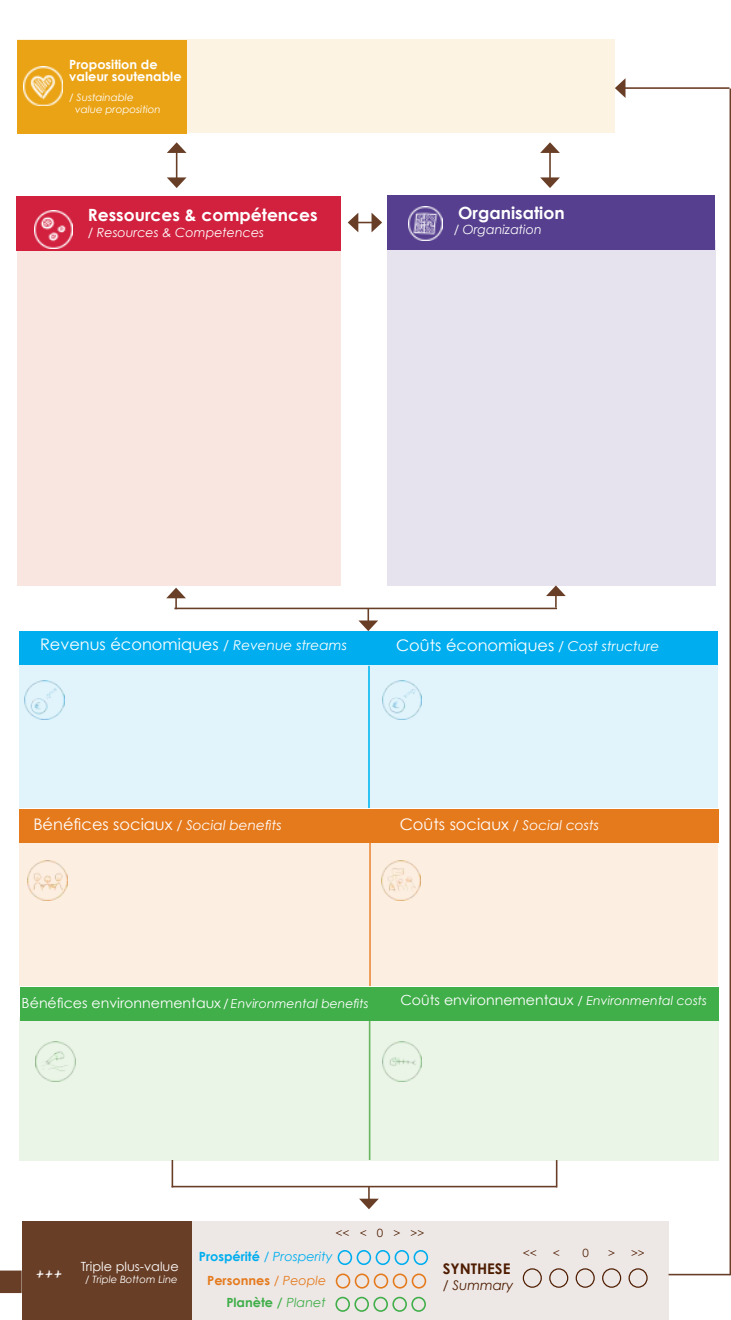 Proposition de
valeur soutenable
/ Sustainable
value proposition
Ressources & compétences
/ Resources & Competences
Organisation
/ Organization
Revenus économiques / Revenue streams
Coûts économiques / Cost structure
Bénéfices sociaux / Social benefits
Coûts sociaux / Social costs
Bénéfices environnementaux / Environmental benefits
Coûts environnementaux / Environmental costs
+++
Triple plus-value
/ Triple Bottom Line
<< < 0 > >>
Prospérité / Prosperity
Personnes / People
Planète / Planet
SYNTHESE
/ Summary
<< < 0 > >>